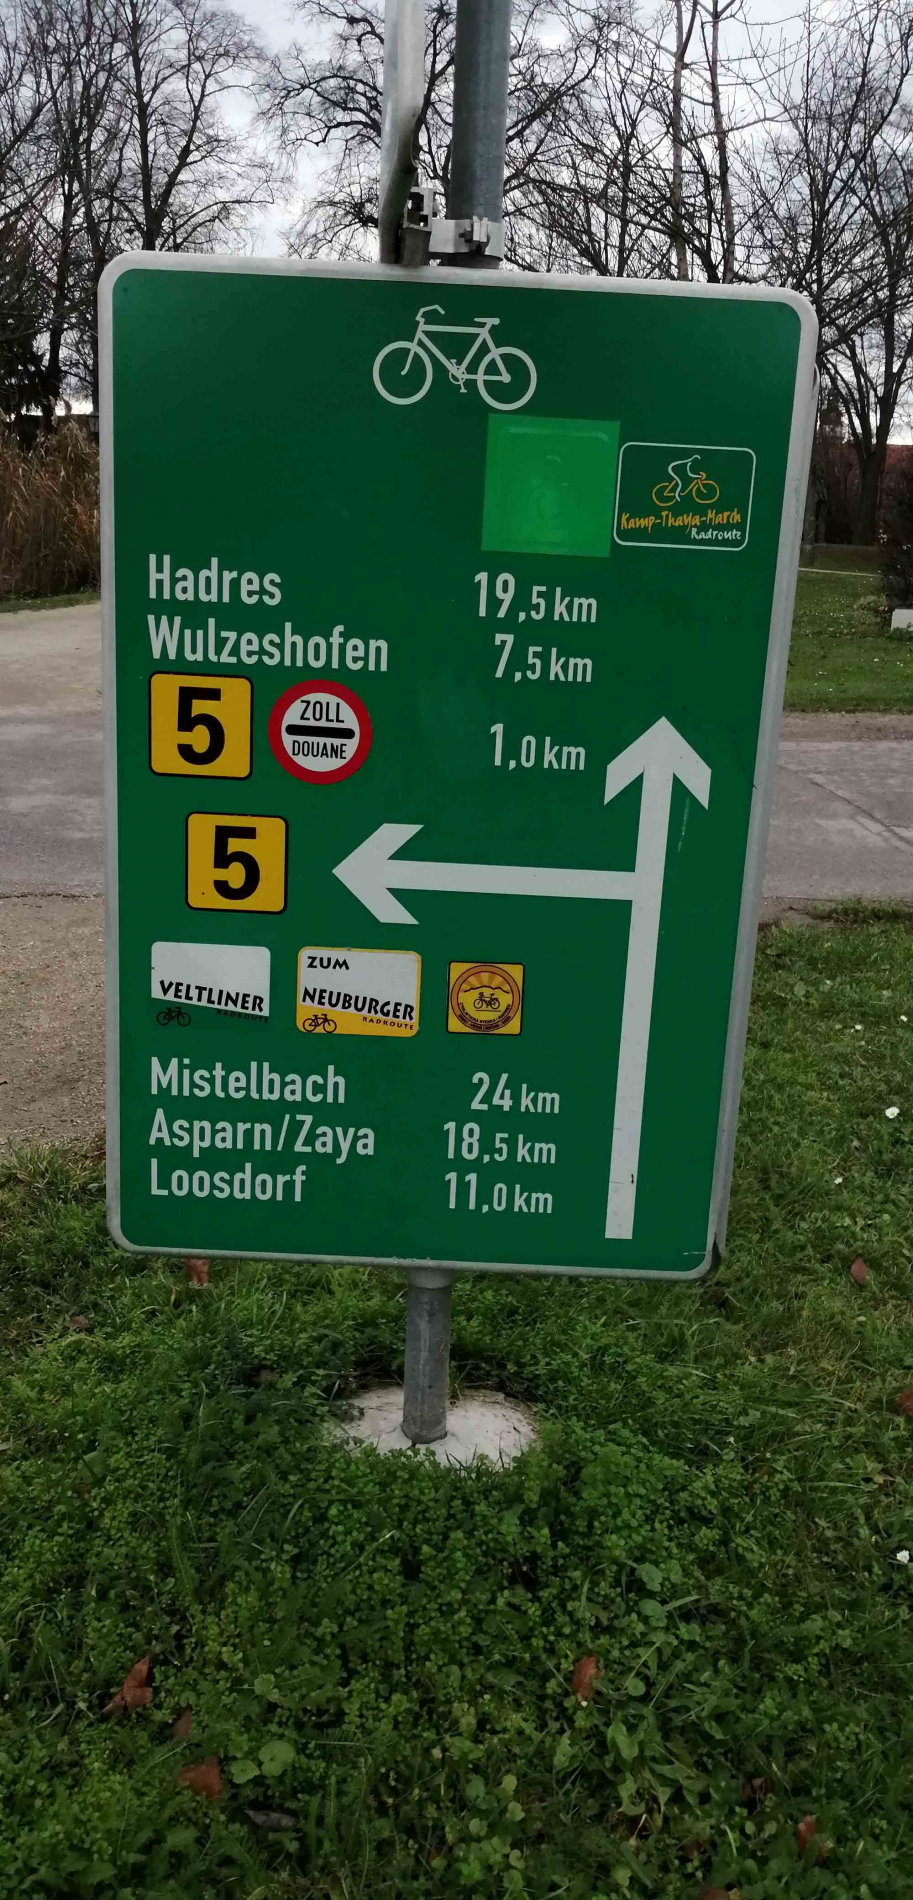 Kamp-Thaya-March
Radroute
Hadres 19,5 km
Wulzeshofen 7,5 km
5 ZOLL DOUANE 1,0 km
5
VELTLINER
RADROUTE
ZUM
NEUBURGER
RADROUTE
Mistelbach 24 km
Asparn/Zaya 18,5 km
Loosdorf 11,0 km